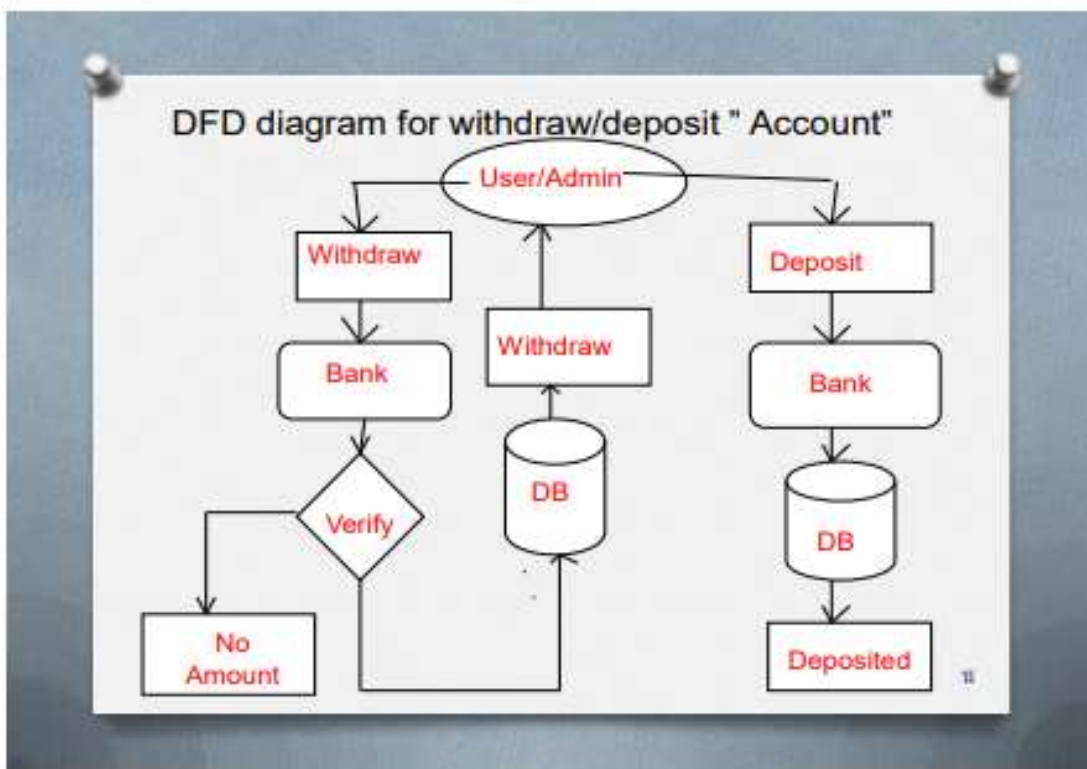 DFD diagram for withdraw/deposit " Account"
User/Admin
Withdraw
Deposit
Withdraw
Bank
Bank
DB
Verify
DB
No
Amount
Deposited